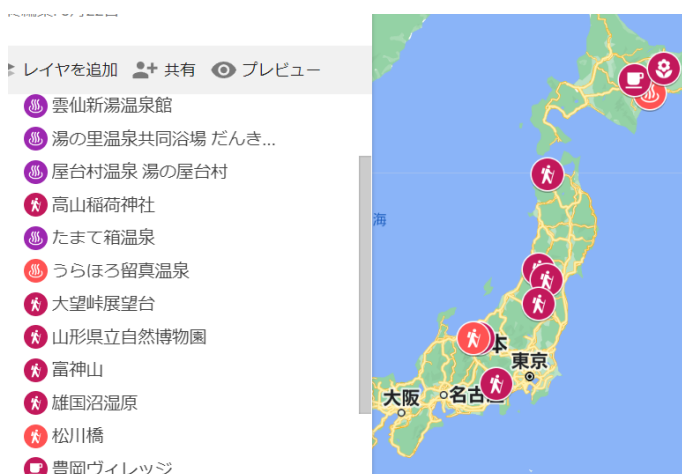 レイヤを追加 共有 プレビュー
雲仙新湯温泉館
湯の里温泉共同浴場 だんき...
屋台村温泉 湯の屋台村
高山稲荷神社
たまて箱温泉
うらほろ留真温泉
大望峠展望台
山形県立自然博物園
富神山
雄国沼湿原
松川橋
豊岡ヴィレッジ
海
本
東京
大阪
名古